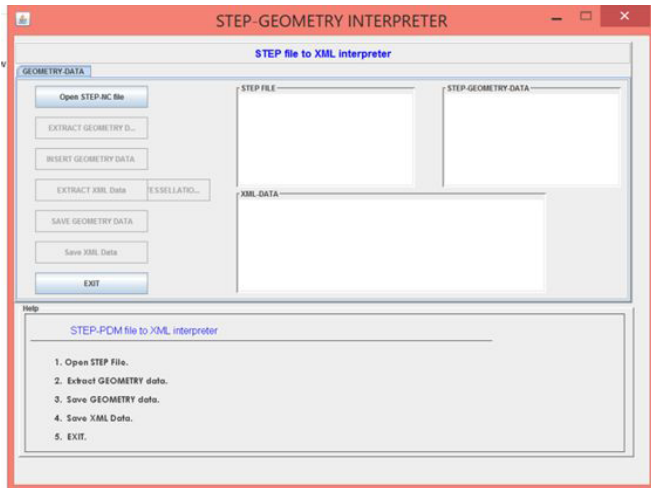 STEP-GEOMETRY INTERPRETER
STEP file to XML interpreter
GEOMETRY-DATA
Open STEP-NC file
EXTRACT GEOMETRY D...
INSERT GEOMETRY DATA
EXTRACT XML Data
TESSELLATIO...
SAVE GEOMETRY DATA
Save XML Data
EXIT
STEP FILE
STEP-GEOMETRY-DATA
XML-DATA
Help
STEP-PDM file to XML interpreter
1. Open STEP File.
2. Extract GEOMETRY data.
3. Save GEOMETRY data.
4. Save XML Data.
5. EXIT.